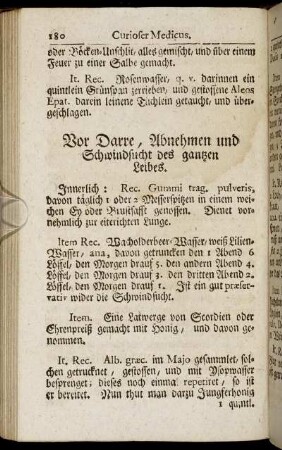 180 Curioser Medicus.
oder Böcken-Unschlit, alles gemischt, und über einem
Feuer zu einer Salbe gemacht.
It. Rec. Rosenwasser, q. v. darinnen ein
quintlein Grünspan zerrieben, und gestossene Aloes
Epat. darein leinene Tüchlein getaucht, und über-
geschlagen.
Vor Darre, Abnehmen und
Schwindsucht des gantzen
Leibes.
Innerlich: Rec. Gummi trag. pulveris,
davon täglich 1 oder 2 Messerspitzen in einem wei-
chen Ey oder Brustsafft genossen. Dienet vor-
nehmlich zur eiterichten Lunge.
Item Rec. Wacholderbeer-Wasser, weiß Lilien-
Wasser, ana, davon getruncken den 1 Abend 6
Löffel, den Morgen drauf 5. den andern Abend 4.
Löffel, den Morgen drauf 3. den dritten Abend 2.
Löffel, den Morgen drauf 1. Ist ein gut præser-
vativ wider die Schwindsucht.
Item. Eine Latwerge von Scordien oder
Ehrenpreiß gemacht mit Honig, und davon ge-
nommen.
It. Rec. Alb. græc. im Majo gesammlet, sol-
chen getrucknet, gestossen, und mit Ysopwasser
besprenget, dieses noch einmal repetiret, so ist
er bereitet. Nun thut man darzu Jungferhonig
1 quintl.